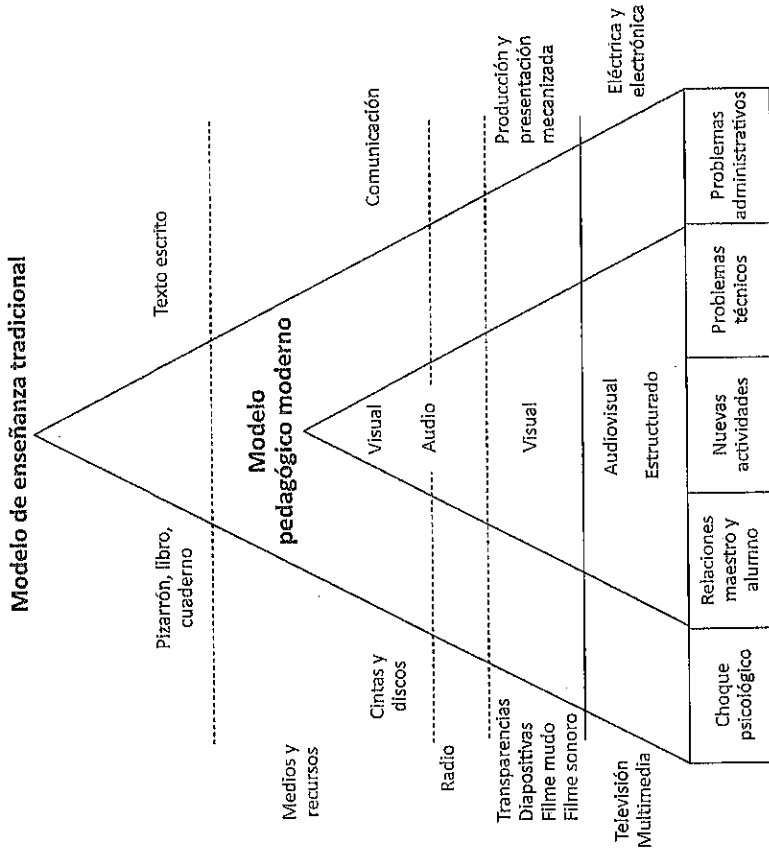 Modelo de enseñanza tradicional
Pizarrón, libro,
cuaderno
Texto escrito
Modelo
pedagógico moderno
Medios y
recursos
Cintas y
discos
Visual
Comunicación
Radio
Audio
Transparencias
Diapositivas
Filme mudo
Filme sonoro
Visual
Producción y
presentación
mecanizada
Televisión
Multimedia
Audiovisual
Estructurado
Eléctrica y
electrónica
Choque
psicológico
Relaciones
maestro y
alumno
Nuevas
actividades
Problemas
técnicos
Problemas
administrativos